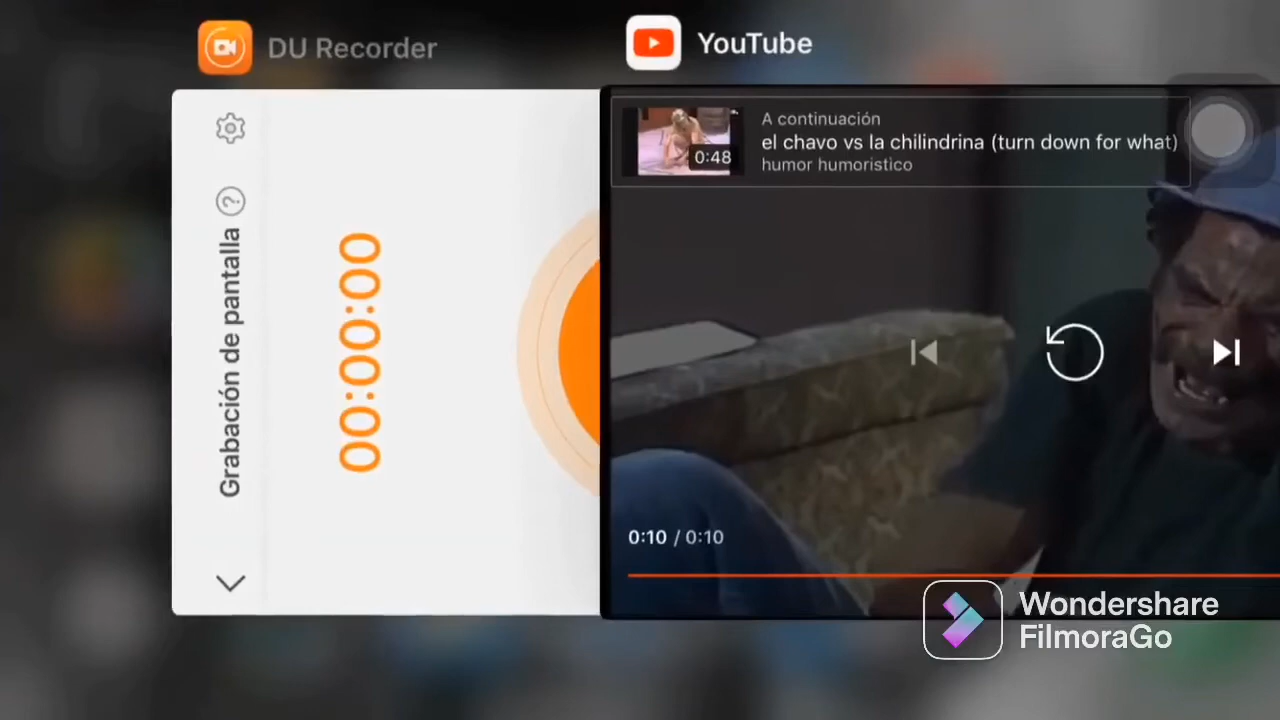 DU Recorder
YouTube
A continuación
el chavo vs la chilindrina (turn down for what)
humor humoristico
0:48
Grabación de pantalla
?
00:00:00
0:10 / 0:10
Wondershare
FilmoraGo